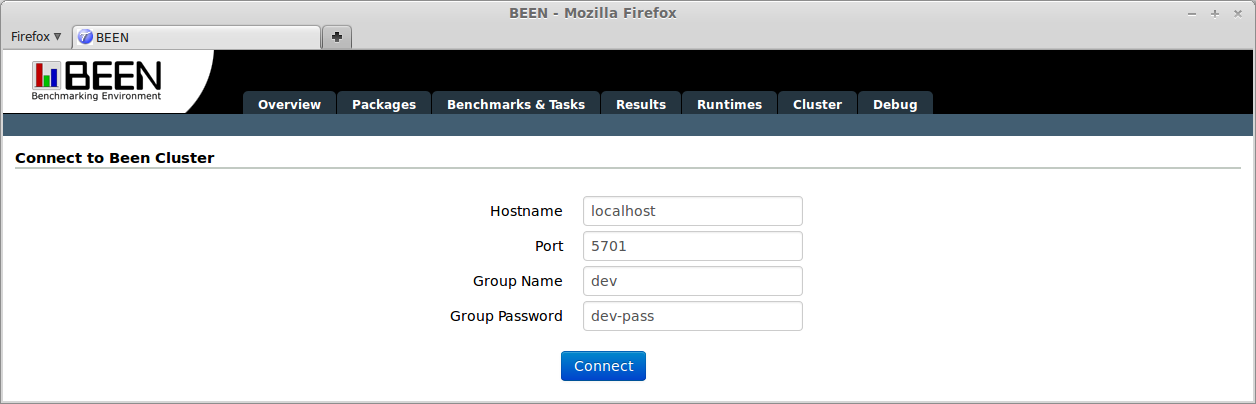 BEEN - Mozilla Firefox
Firefox
BEEN
BEEN
Benchmarking Environment
Overview Packages Benchmarks & Tasks Results Runtimes Cluster Debug
Connect to Been Cluster
Hostname localhost
Port 5701
Group Name dev
Group Password dev-pass
Connect